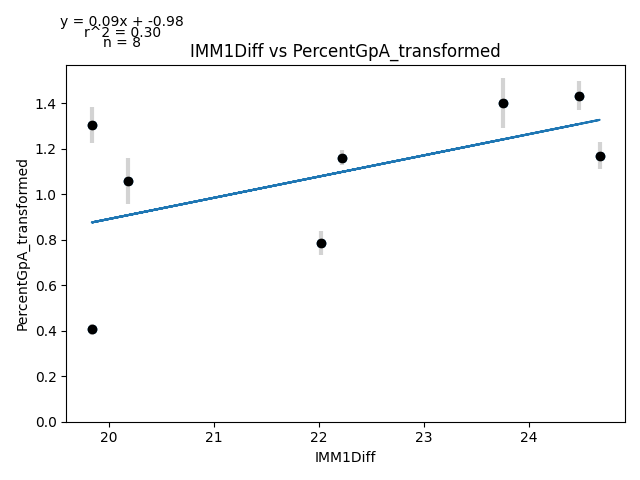 y = 0.09x + -0.98
r^2 = 0.30
n = 8
IMM1Diff vs PercentGpA_transformed
PercentGpA_transformed
1.4
1.2
1.0
0.8
0.6
0.4
0.2
0.0
20 21 22 23 24
IMM1Diff